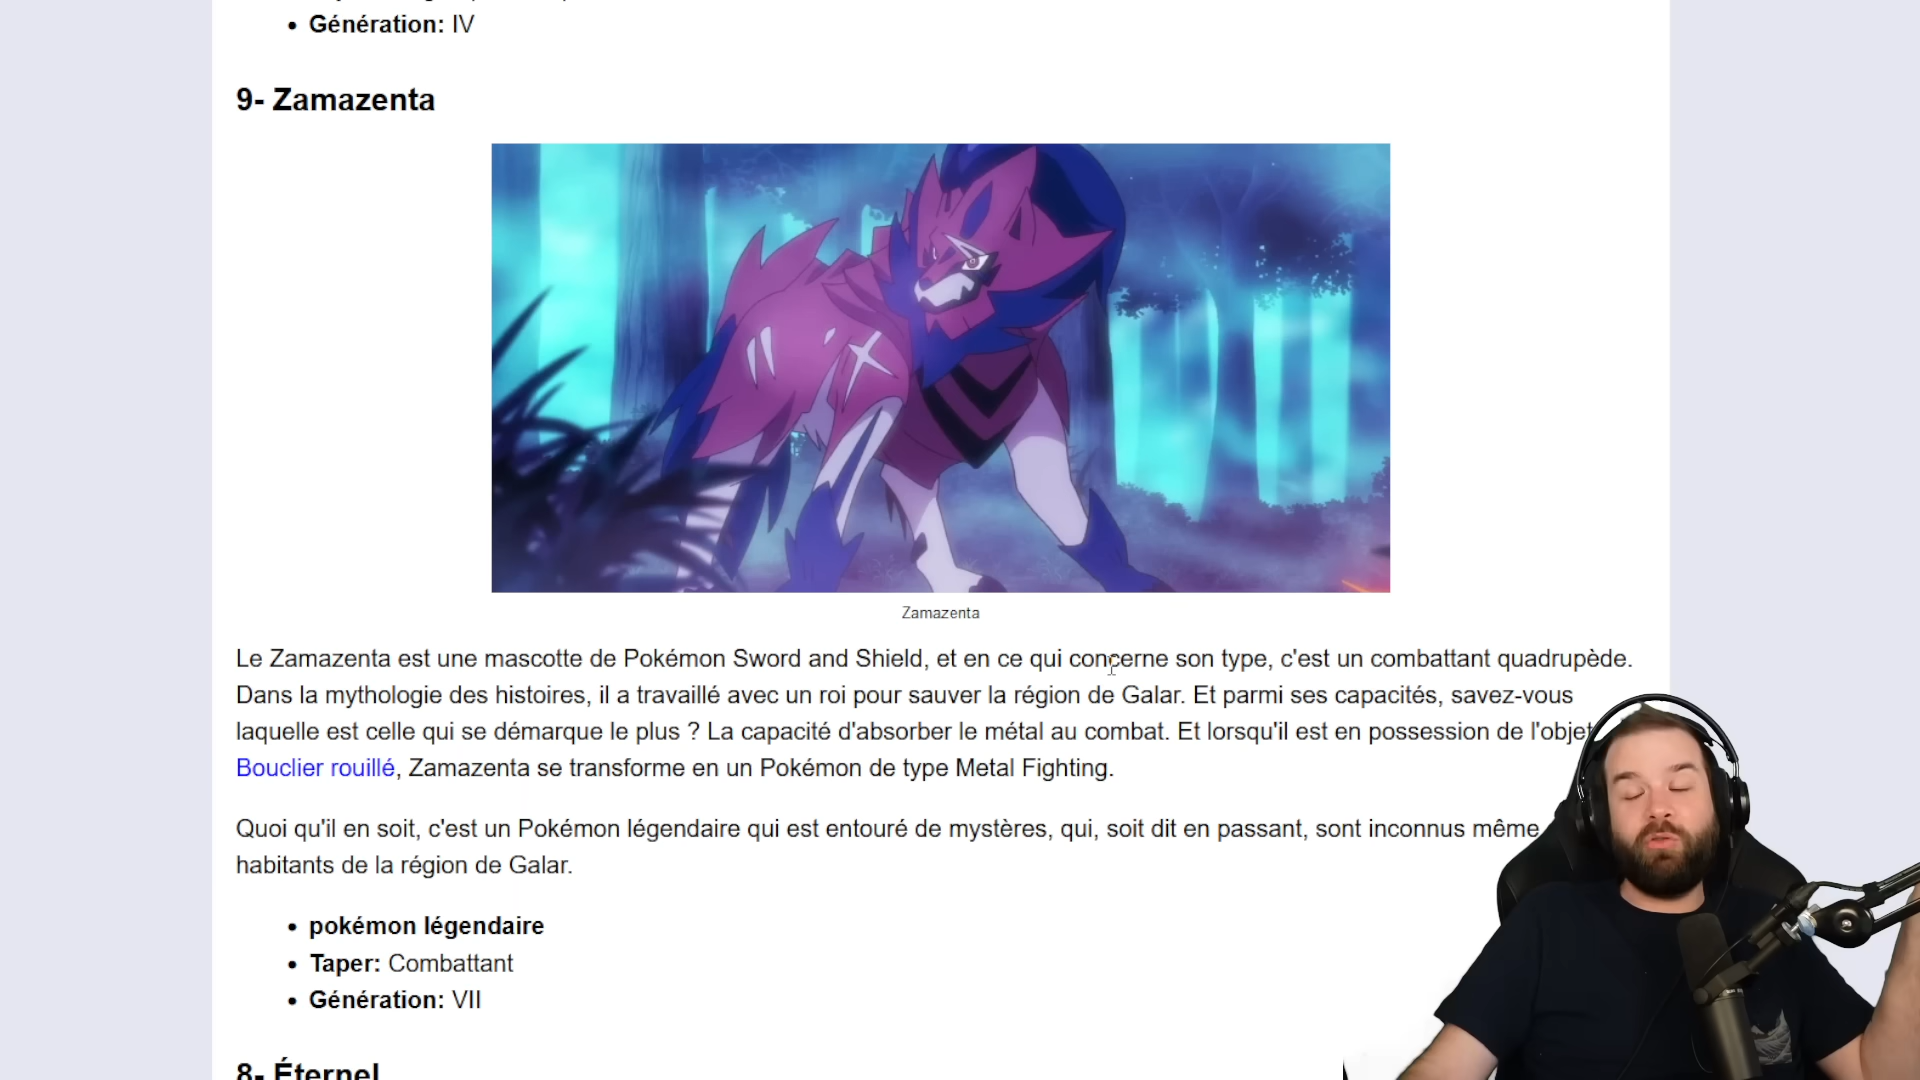 • Génération: IV
9- Zamazenta
Zamazenta
Le Zamazenta est une mascotte de Pokémon Sword and Shield, et en ce qui concerne son type, c'est un combattant quadrupède.
Dans la mythologie des histoires, il a travaillé avec un roi pour sauver la région de Galar. Et parmi ses capacités, savez-vous
laquelle est celle qui se démarque le plus ? La capacité d'absorber le métal au combat. Et lorsqu'il est en possession de l'objet
Bouclier rouillé, Zamazenta se transforme en un Pokémon de type Metal Fighting.
Quoi qu'il en soit, c'est un Pokémon légendaire qui est entouré de mystères, qui, soit dit en passant, sont inconnus même
habitants de la région de Galar.
• pokémon légendaire
• Taper: Combattant
• Génération: VII
8- Éternel